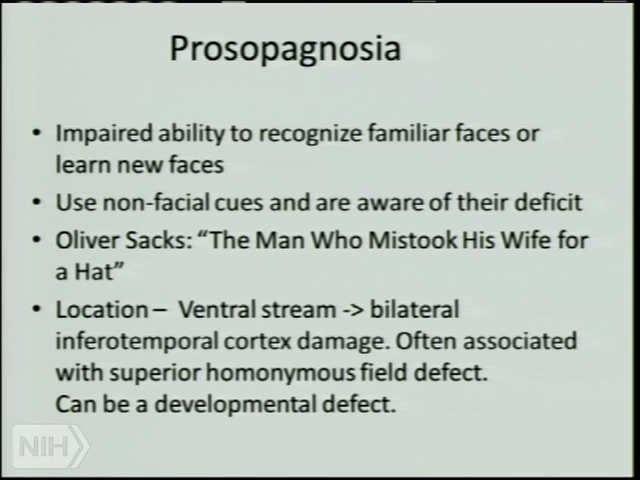 Prosopagnosia
• Impaired ability to recognize familiar faces or
learn new faces
• Use non-facial cues and are aware of their deficit
• Oliver Sacks: “The Man Who Mistook His Wife for
a Hat”
• Location – Ventral stream -> bilateral
inferotemporal cortex damage. Often associated
with superior homonymous field defect.
Can be a developmental defect.
NIH